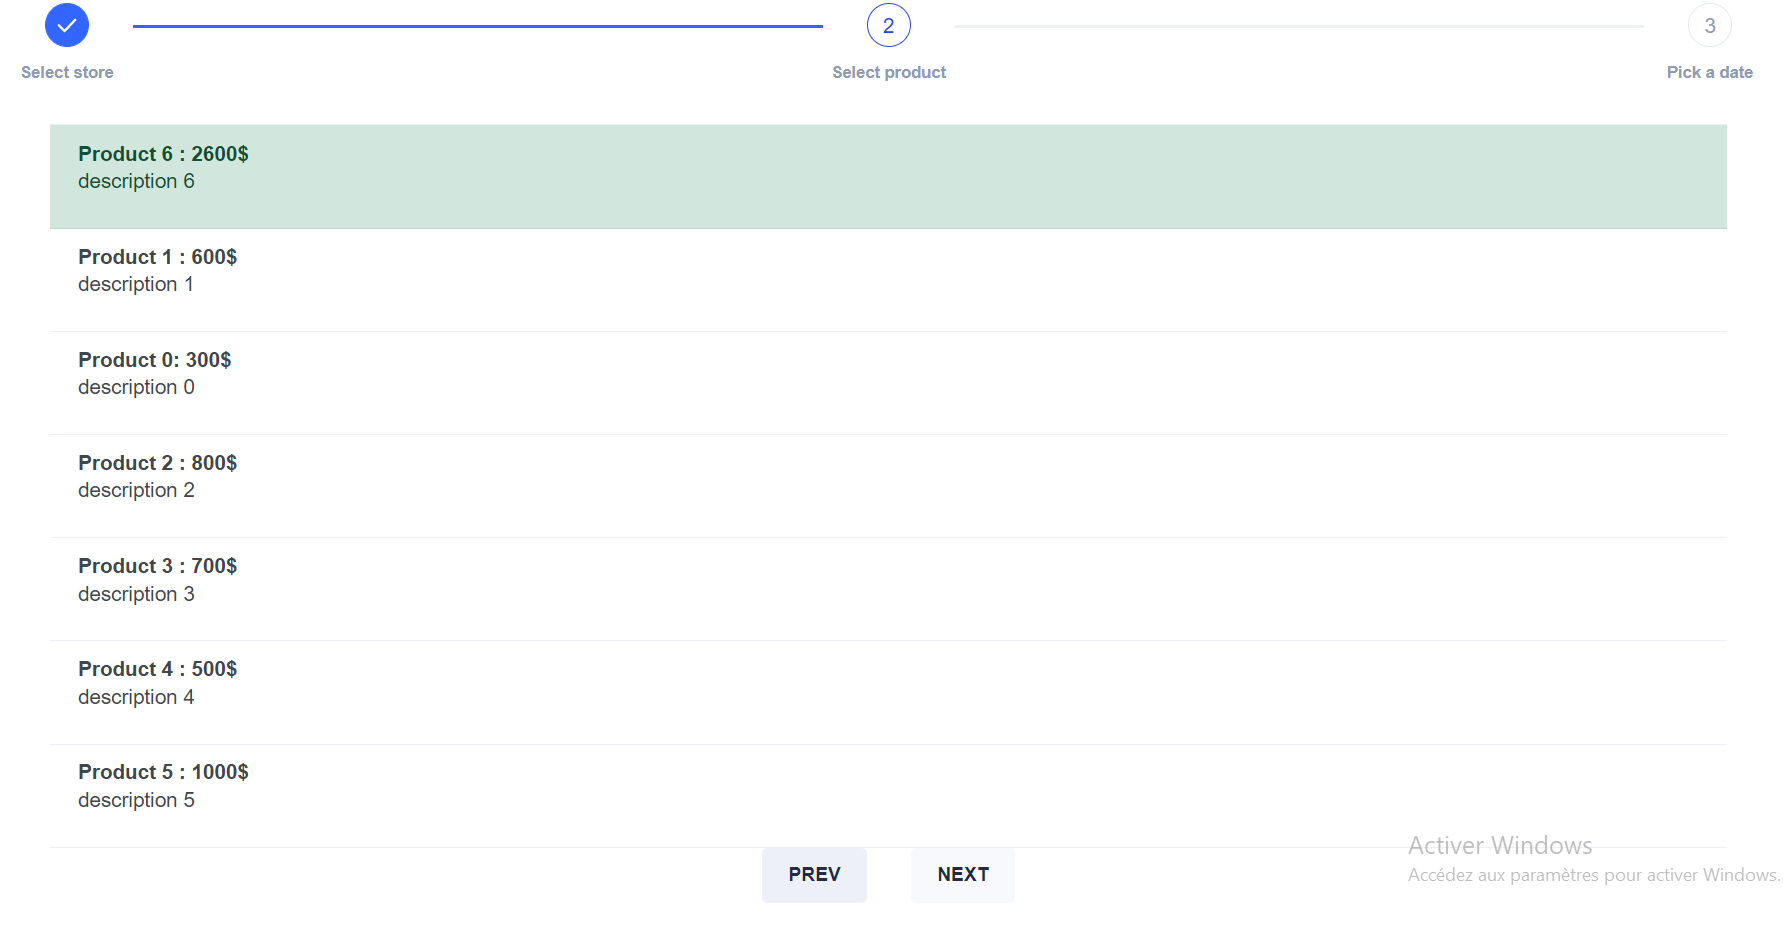 2
3
Select store
Select product
Pick a date
Product 6 : 2600$
description 6
Product 1 : 600$
description 1
Product 0: 300$
description 0
Product 2 : 800$
description 2
Product 3 : 700$
description 3
Product 4 : 500$
description 4
Product 5 : 1000$
description 5
PREV
NEXT
Activer Windows
Accédez aux paramètres pour activer Windows.